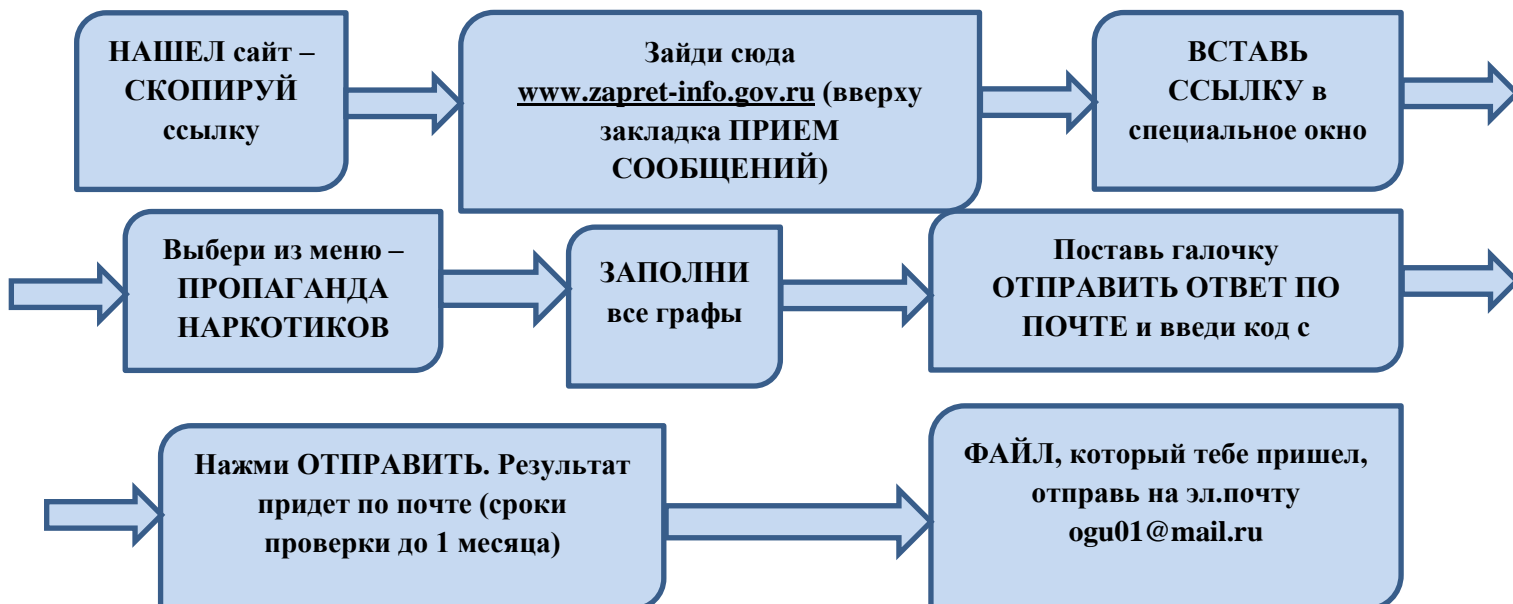 НАШЕЛ сайт –
СКОПИРУЙ
ссылку
Зайди сюда
www.zapret-info.gov.ru (вверху
закладка ПРИЕМ
СООБЩЕНИЙ)
ВСТАВЬ
ССЫЛКУ в
специальное окно
Выбери из меню –
ПРОПАГАНДА
НАРКОТИКОВ
ЗАПОЛНИ
все графы
Поставь галочку
ОТПРАВИТЬ ОТВЕТ ПО
ПОЧТЕ и введи код с
Нажми ОТПРАВИТЬ. Результат
придет по почте (сроки
проверки до 1 месяца)
ФАЙЛ, который тебе пришел,
отправь на эл.почту
ogu01@mail.ru